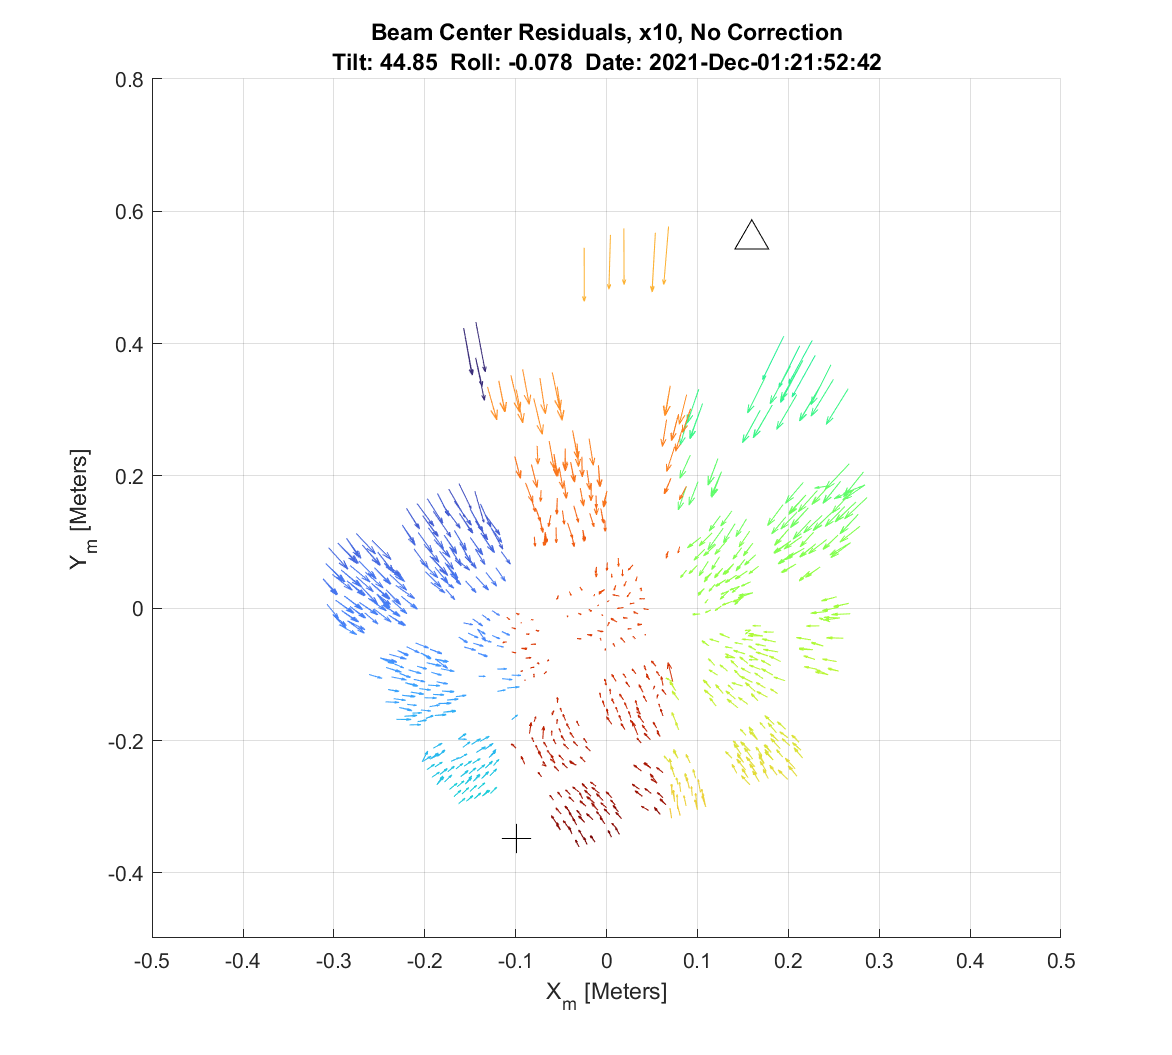 Beam Center Residuals, x10, No Correction
Tilt: 44.85 Roll: -0.078 Date: 2021-Dec-01:21:52:42
0.8
0.6
0.4
0.2
0
-0.2
-0.4
Y_m [Meters]
-0.5 -0.4 -0.3 -0.2 -0.1 0 0.1 0.2 0.3 0.4 0.5
X_m [Meters]